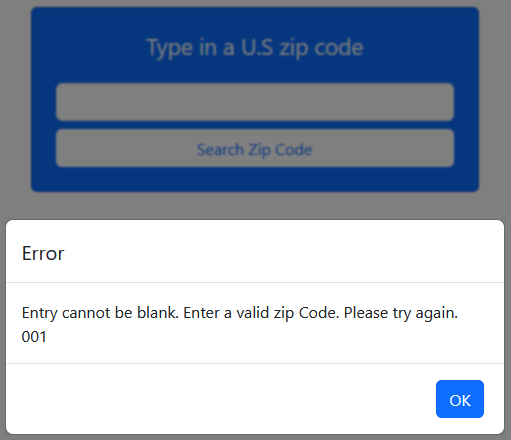 Type in a U.S zip code
Search Zip Code
Error
Entry cannot be blank. Enter a valid zip Code. Please try again.
001
OK